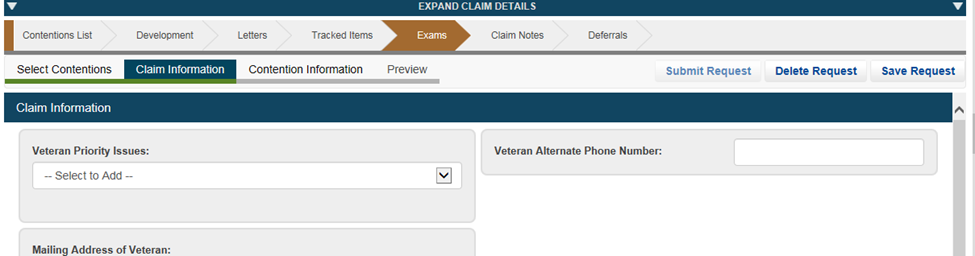 EXPAND CLAIM DETAILS
Contentions List Development Letters Tracked Items Exams Claim Notes Deferrals
Select Contentions Claim Information Contention Information Preview Submit Request Delete Request Save Request
Claim Information
Veteran Priority Issues: Veteran Alternate Phone Number:
-- Select to Add --
Mailing Address of Veteran: